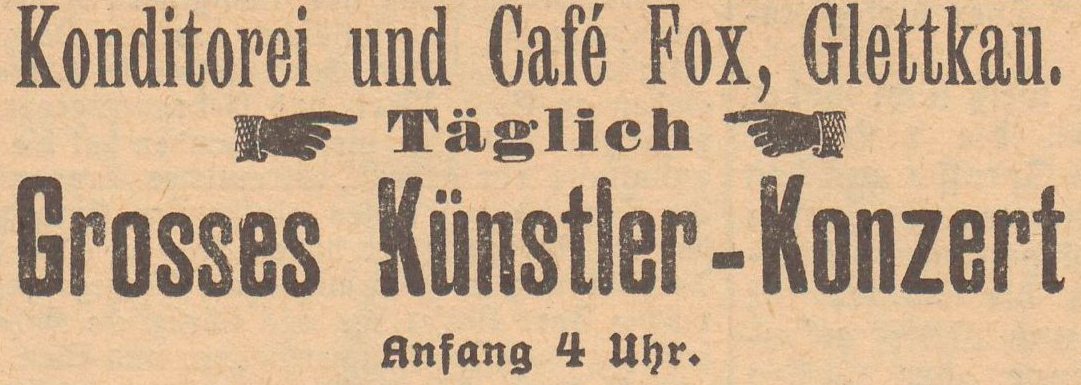 Konditorei und Café Fox, Glettkau.
Täglich
Grosses Künstler-Konzert
Anfang 4 Uhr.